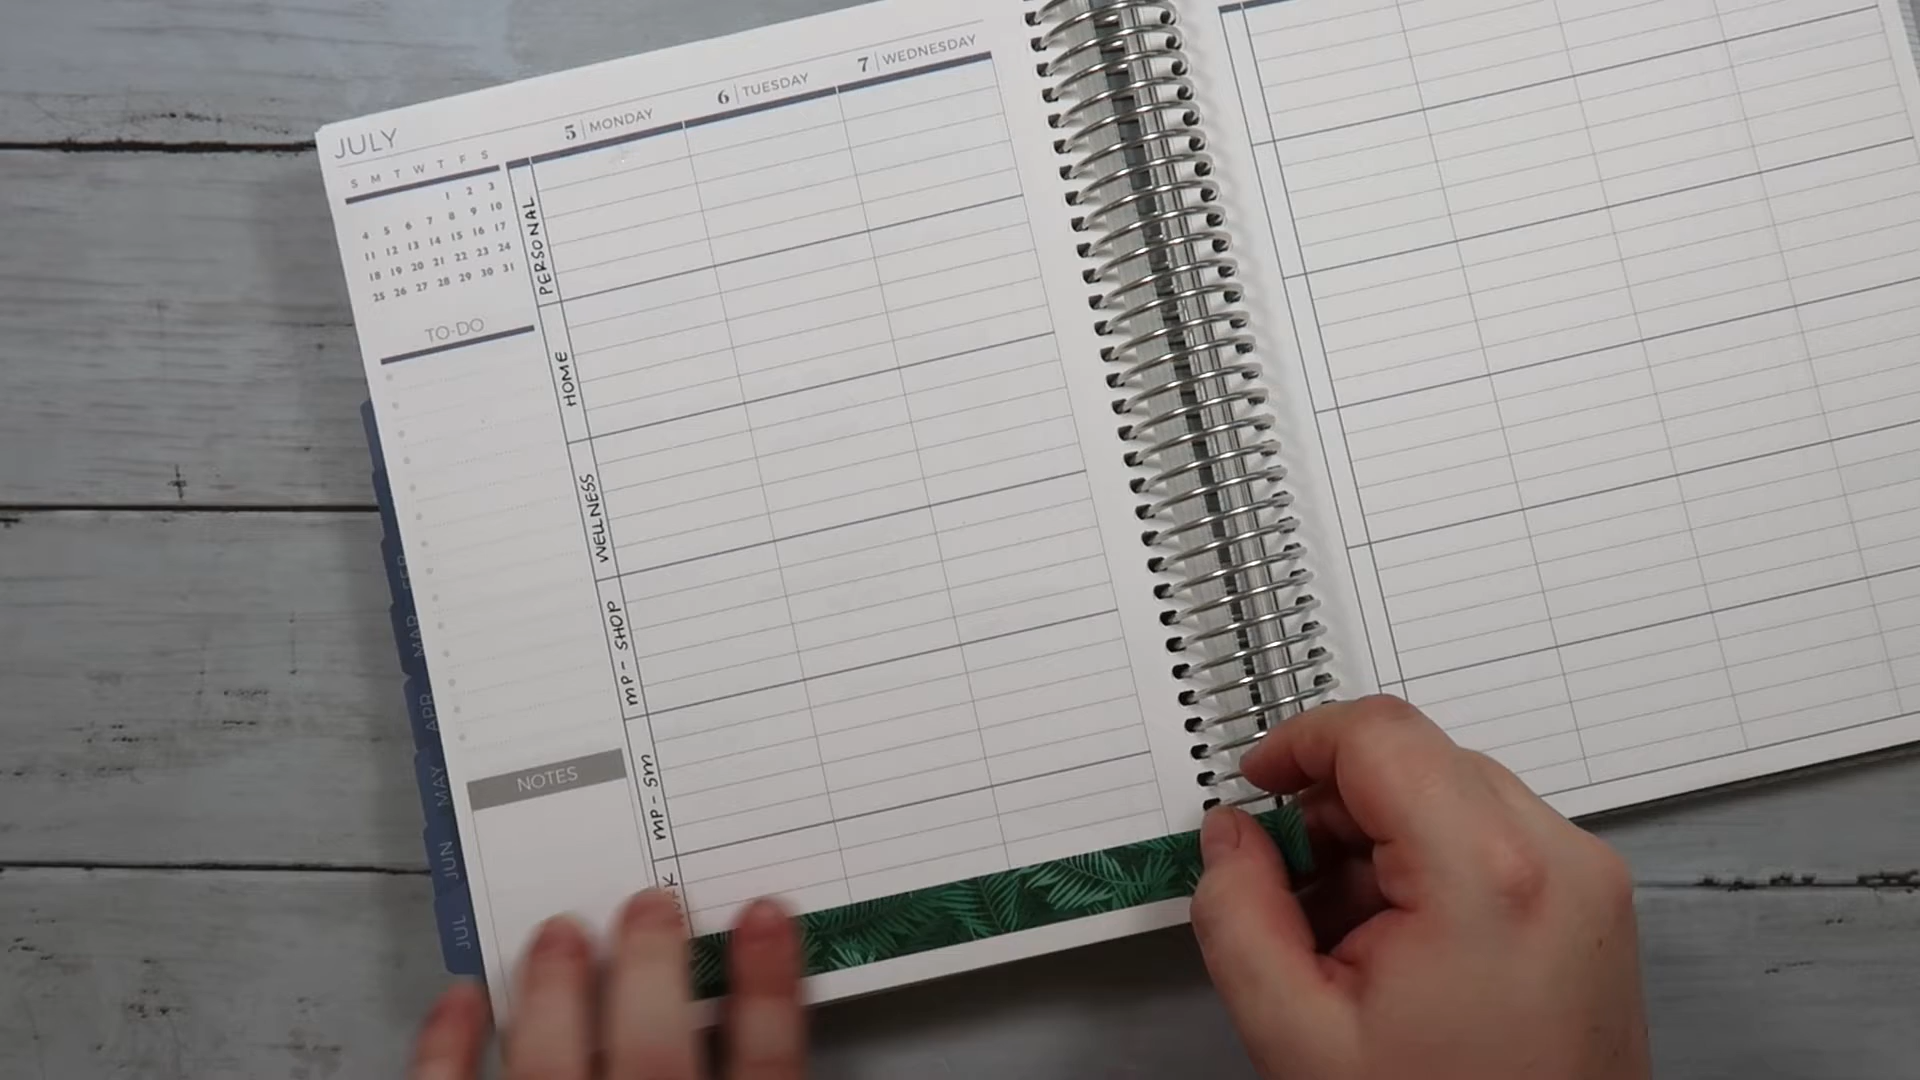 JULY
5 | MONDAY
6 | TUESDAY
7 | WEDNESDAY
S M T W T F S
1 2 3
4 5 6 7 8 9 10
11 12 13 14 15 16 17
18 19 20 21 22 23 24
25 26 27 28 29 30 31
TO-DO
PERSONAL
HOME
WELLNESS
MP - SHOP
MP - SM
NOTES
FEB
MAR
APR
MAY
JUN
JUL